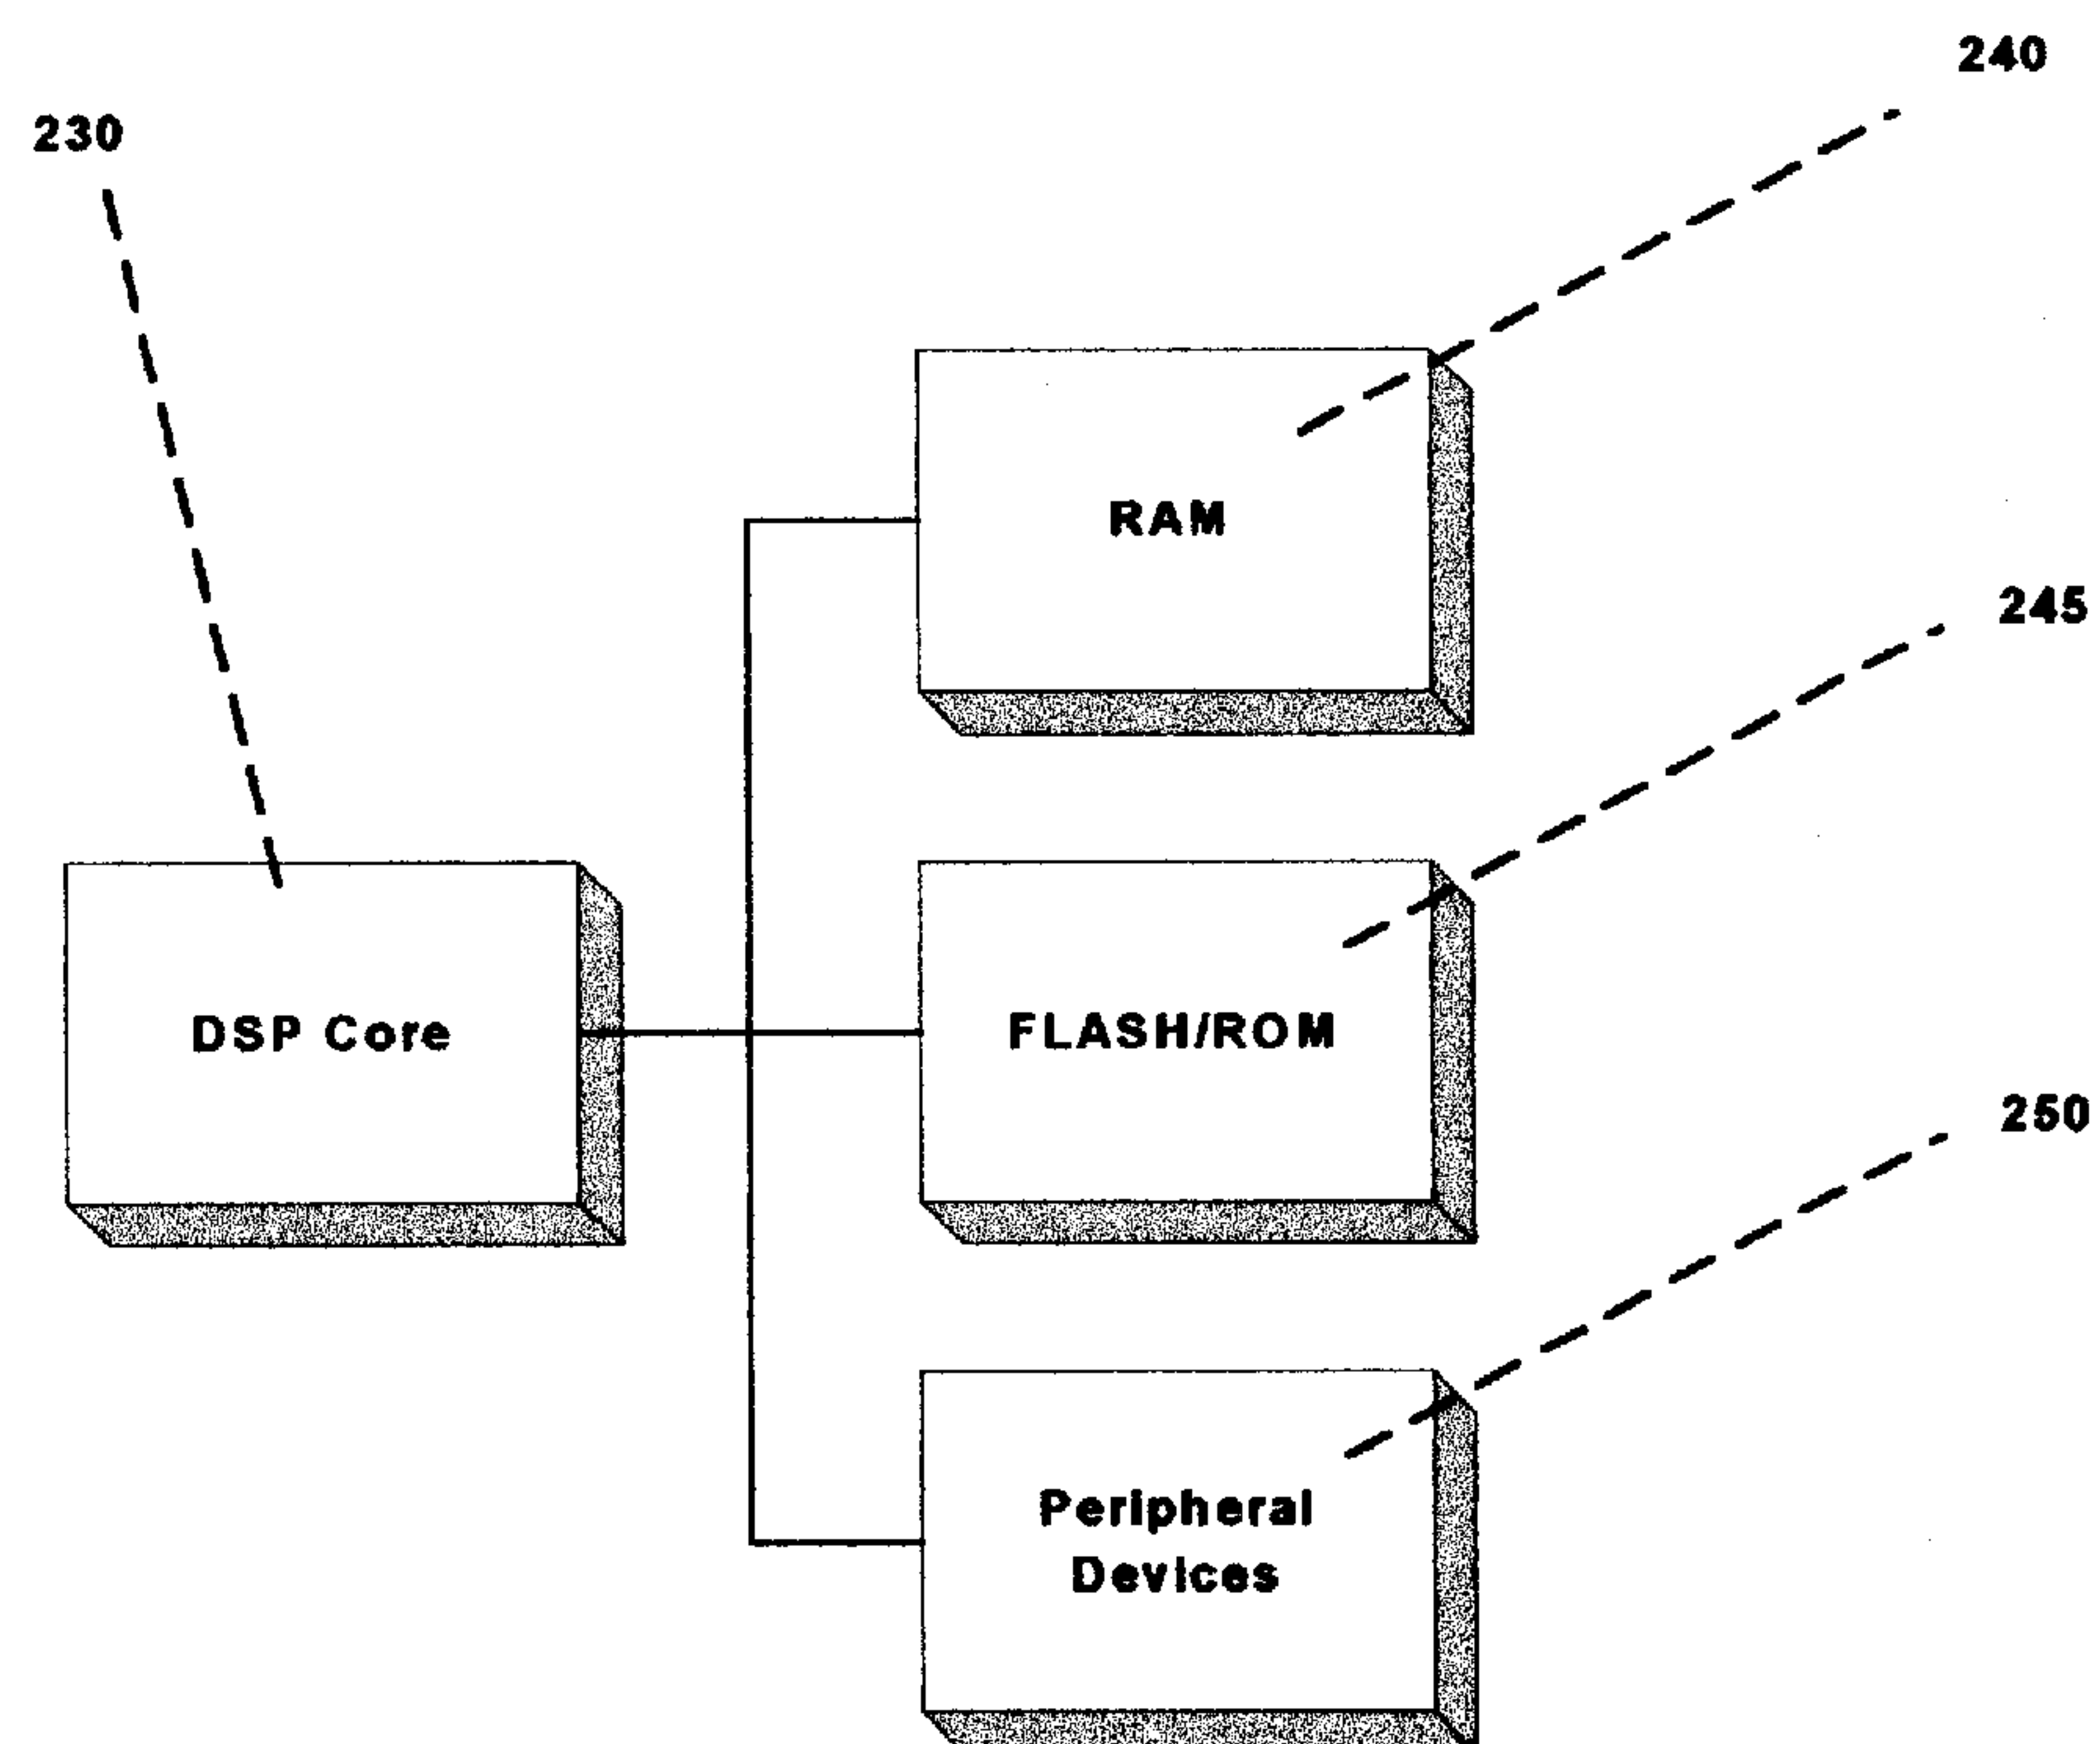 240
230
RAM
245
DSP Core
FLASH/ROM
250
Peripheral
Devices